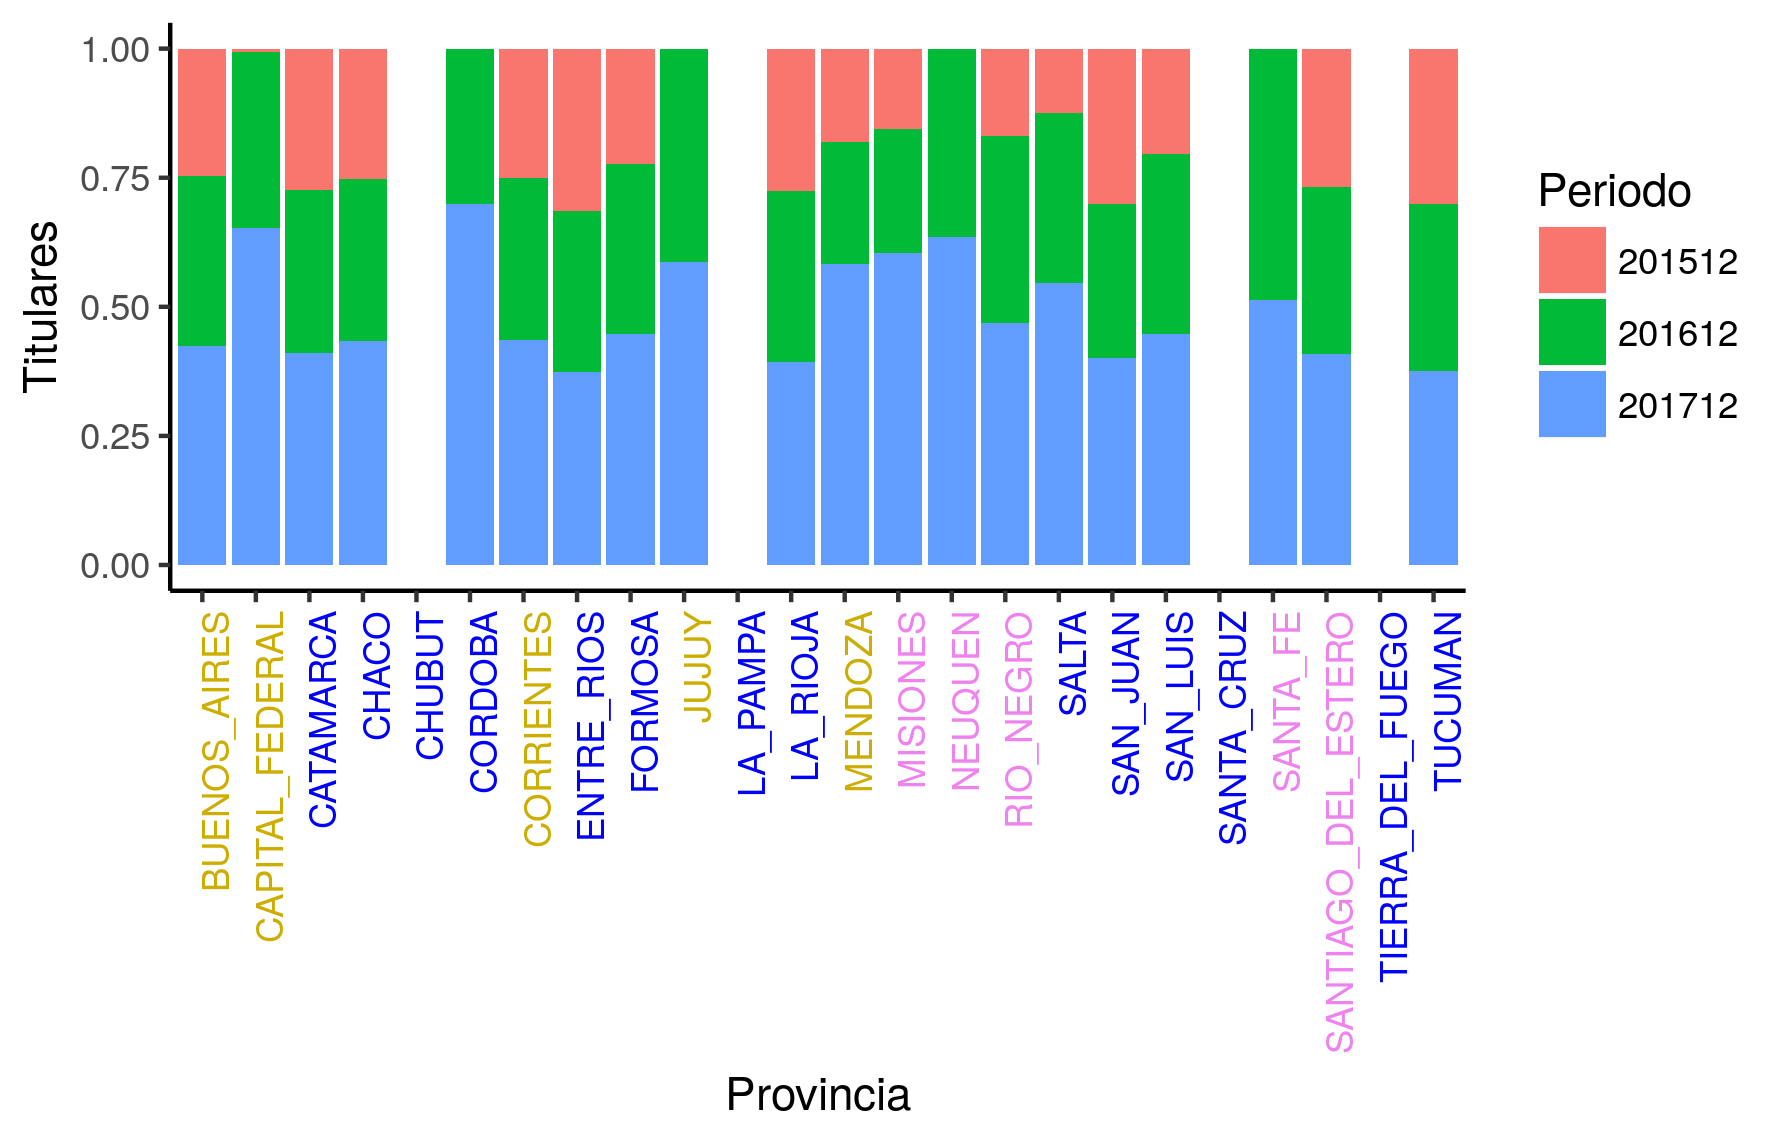 Titulares
1.00
0.75
0.50
0.25
0.00
BUENOS_AIRES
CAPITAL_FEDERAL
CATAMARCA
CHACO
CHUBUT
CORDOBA
CORRIENTES
ENTRE_RIOS
FORMOSA
JUJUY
LA_PAMPA
LA_RIOJA
MENDOZA
MISIONES
NEUQUEN
RIO_NEGRO
SALTA
SAN_JUAN
SAN_LUIS
SANTA_CRUZ
SANTA_FE
SANTIAGO_DEL_ESTERO
TIERRA_DEL_FUEGO
TUCUMAN
Provincia
Periodo
201512
201612
201712